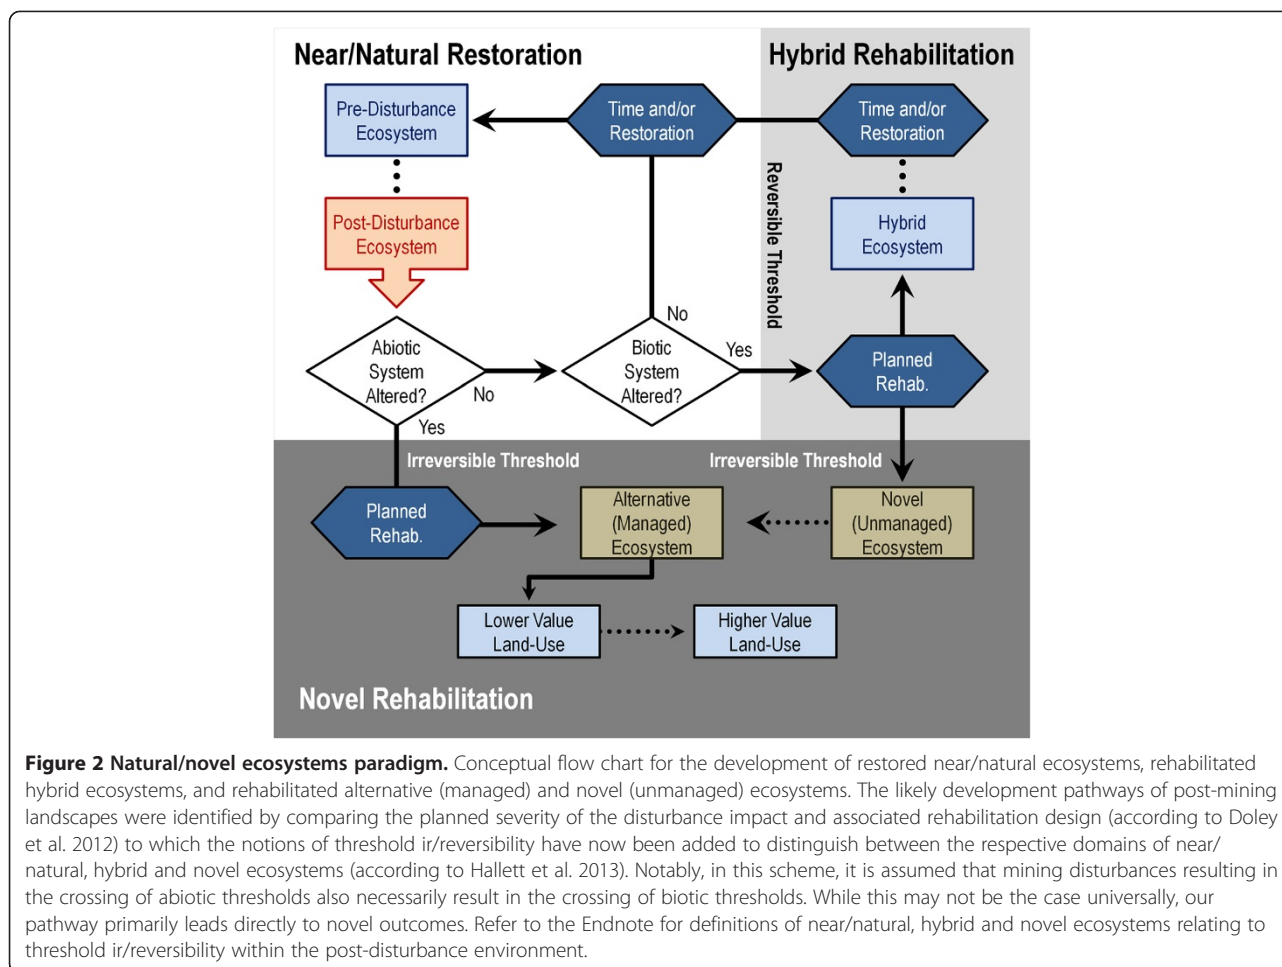 Near/Natural Restoration
Hybrid Rehabilitation
Pre-Disturbance
Ecosystem
Time and/or
Restoration
Time and/or
Restoration
Post-Disturbance
Ecosystem
Reversible Threshold
Hybrid
Ecosystem
Abiotic
System
Altered?
No
Yes
Biotic
System
Altered?
No
Yes
Planned
Rehab.
Irreversible Threshold
Irreversible Threshold
Planned
Rehab.
Alternative
(Managed)
Ecosystem
Novel
(Unmanaged)
Ecosystem
Lower Value
Land-Use
Higher Value
Land-Use
Novel Rehabilitation
Figure 2 Natural/novel ecosystems paradigm. Conceptual flow chart for the development of restored near/natural ecosystems, rehabilitated
hybrid ecosystems, and rehabilitated alternative (managed) and novel (unmanaged) ecosystems. The likely development pathways of post-mining
landscapes were identified by comparing the planned severity of the disturbance impact and associated rehabilitation design (according to Doley
et al. 2012) to which the notions of threshold ir/reversibility have now been added to distinguish between the respective domains of near/
natural, hybrid and novel ecosystems (according to Hallett et al. 2013). Notably, in this scheme, it is assumed that mining disturbances resulting in
the crossing of abiotic thresholds also necessarily result in the crossing of biotic thresholds. While this may not be the case universally, our
pathway primarily leads directly to novel outcomes. Refer to the Endnote for definitions of near/natural, hybrid and novel ecosystems relating to
threshold ir/reversibility within the post-disturbance environment.